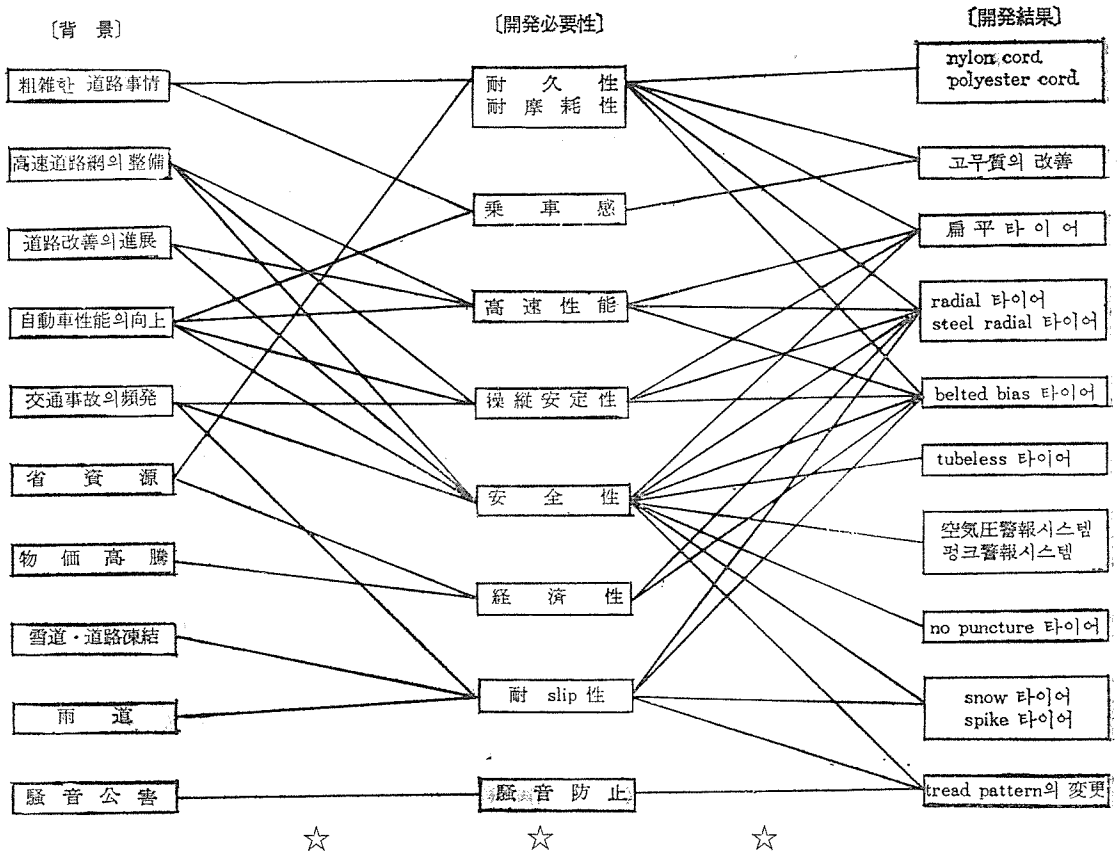 〔背 景〕
粗雑한 道路事情
高速道路網의 整備
道路改善의 進展
自動車性能의 向上
交通事故의 頻発
省 資 源
物 価 高 騰
雪道・道路凍結
雨 道
騒 音 公 害
〔開発必要性〕
耐 久 性
耐 摩 耗 性
乗 車 感
高 速 性 能
操 縦 安 定 性
安 全 性
経 済 性
耐 slip 性
騒 音 防 止
〔開発結果〕
nylon cord
polyester cord
고무質의 改善
扁 平 타 이 어
radial 타이어
steel radial 타이어
belted bias 타이어
tubeless 타이어
空気圧警報시스템
펑크警報시스템
no puncture 타이어
snow 타이어
spike 타이어
tread pattern의 変更
☆ ☆ ☆